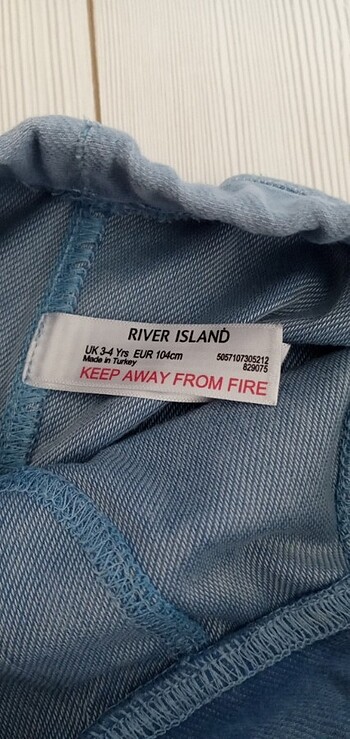 RIVER ISLAND
UK 3-4 Yrs EUR 104cm 5057107305212
Made in Turkey 829075
KEEP AWAY FROM FIRE